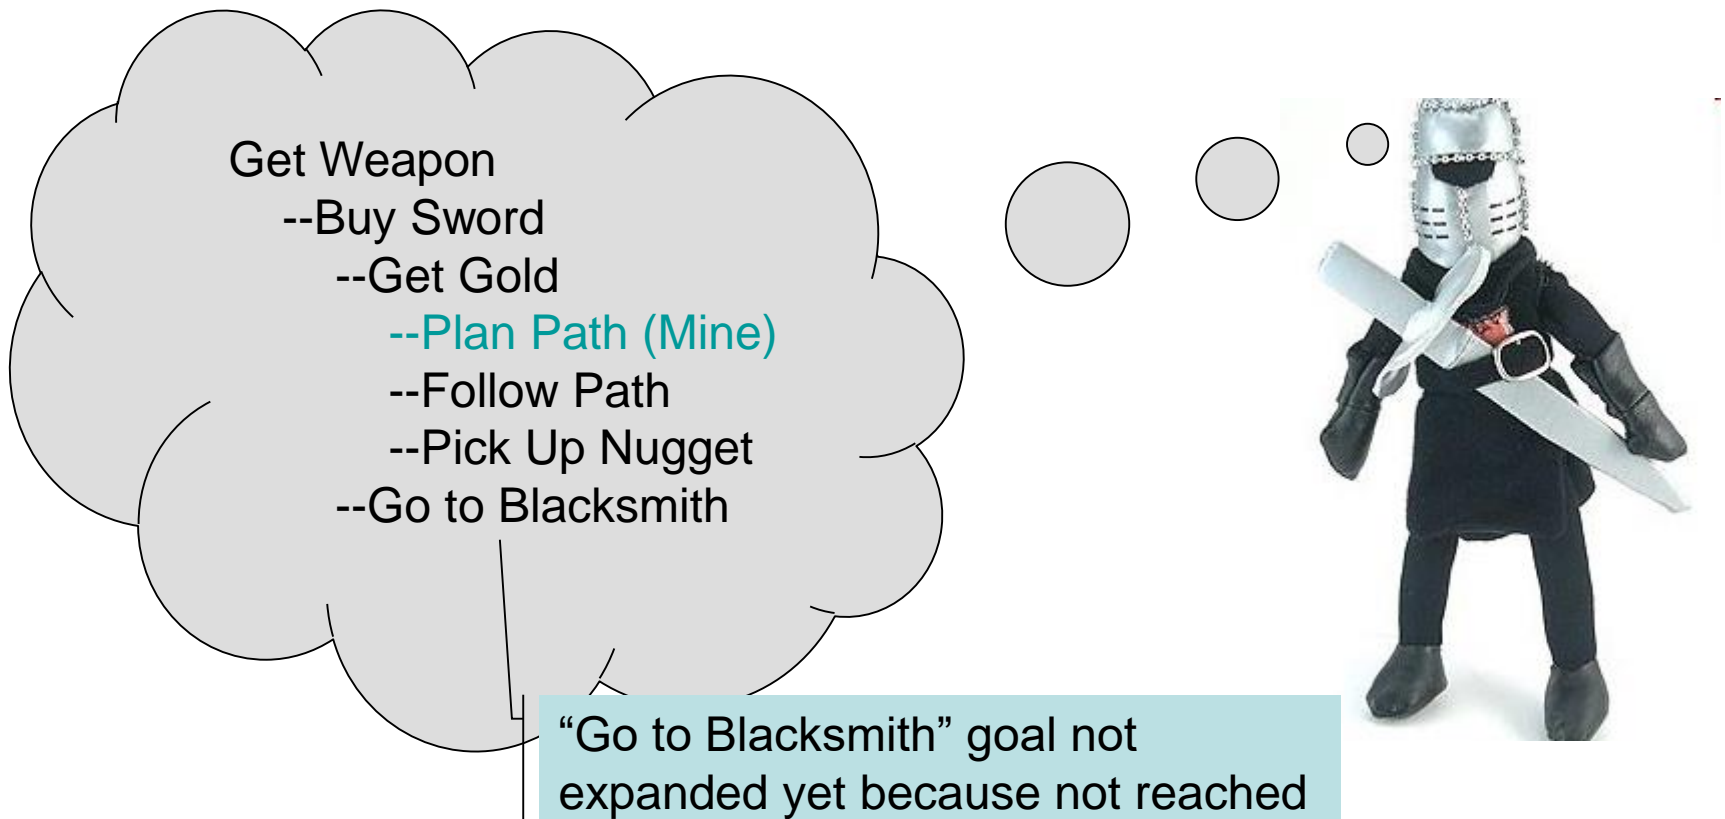 Get Weapon
--Buy Sword
--Get Gold
--Plan Path (Mine)
--Follow Path
--Pick Up Nugget
--Go to Blacksmith
“Go to Blacksmith” goal not
expanded yet because not reached